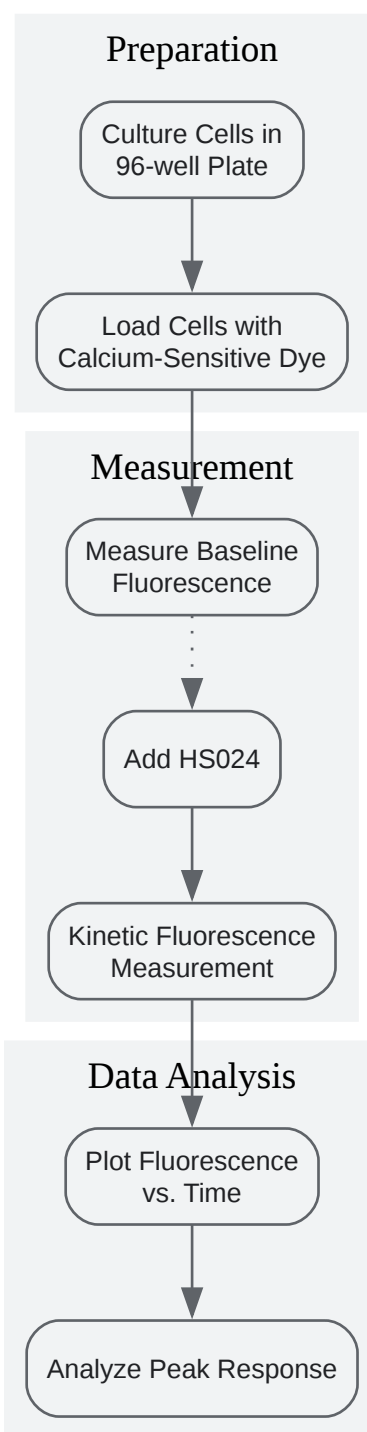 Preparation
Culture Cells in
96-well Plate
Load Cells with
Calcium-Sensitive Dye
Measurement
Measure Baseline
Fluorescence
Add HS024
Kinetic Fluorescence
Measurement
Data Analysis
Plot Fluorescence
vs. Time
Analyze Peak Response